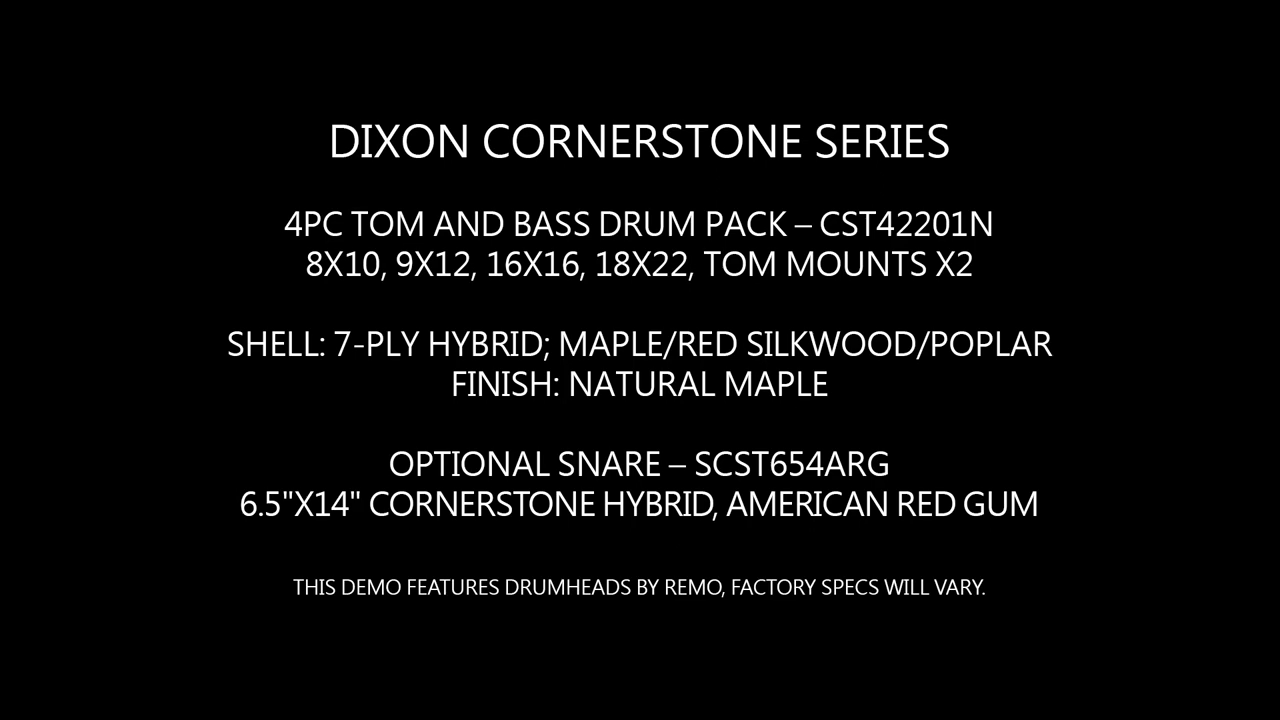 DIXON CORNERSTONE SERIES
4PC TOM AND BASS DRUM PACK – CST42201N
8X10, 9X12, 16X16, 18X22, TOM MOUNTS X2
SHELL: 7-PLY HYBRID; MAPLE/RED SILKWOOD/POPLAR
FINISH: NATURAL MAPLE
OPTIONAL SNARE – SCST654ARG
6.5"X14" CORNERSTONE HYBRID, AMERICAN RED GUM
THIS DEMO FEATURES DRUMHEADS BY REMO, FACTORY SPECS WILL VARY.